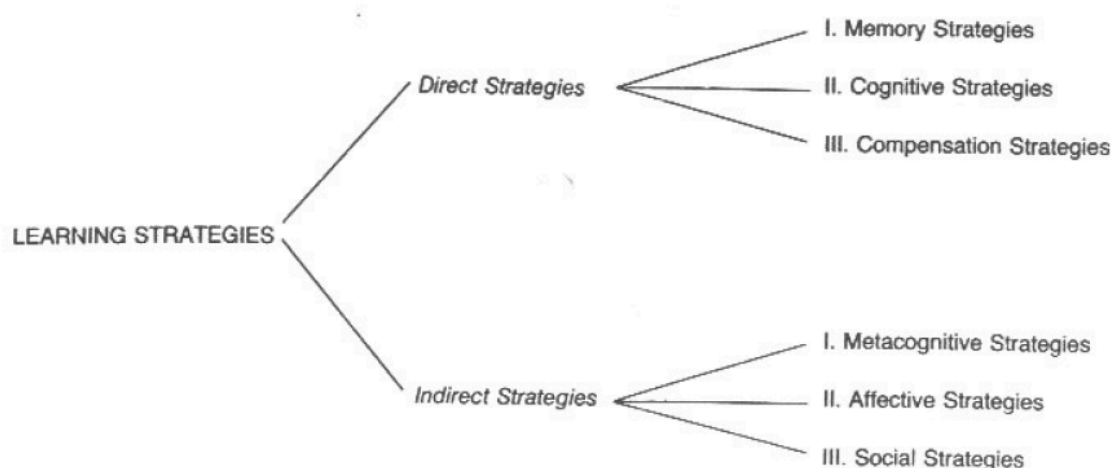 I. Memory Strategies
Direct Strategies
II. Cognitive Strategies
III. Compensation Strategies
LEARNING STRATEGIES
I. Metacognitive Strategies
Indirect Strategies
II. Affective Strategies
III. Social Strategies